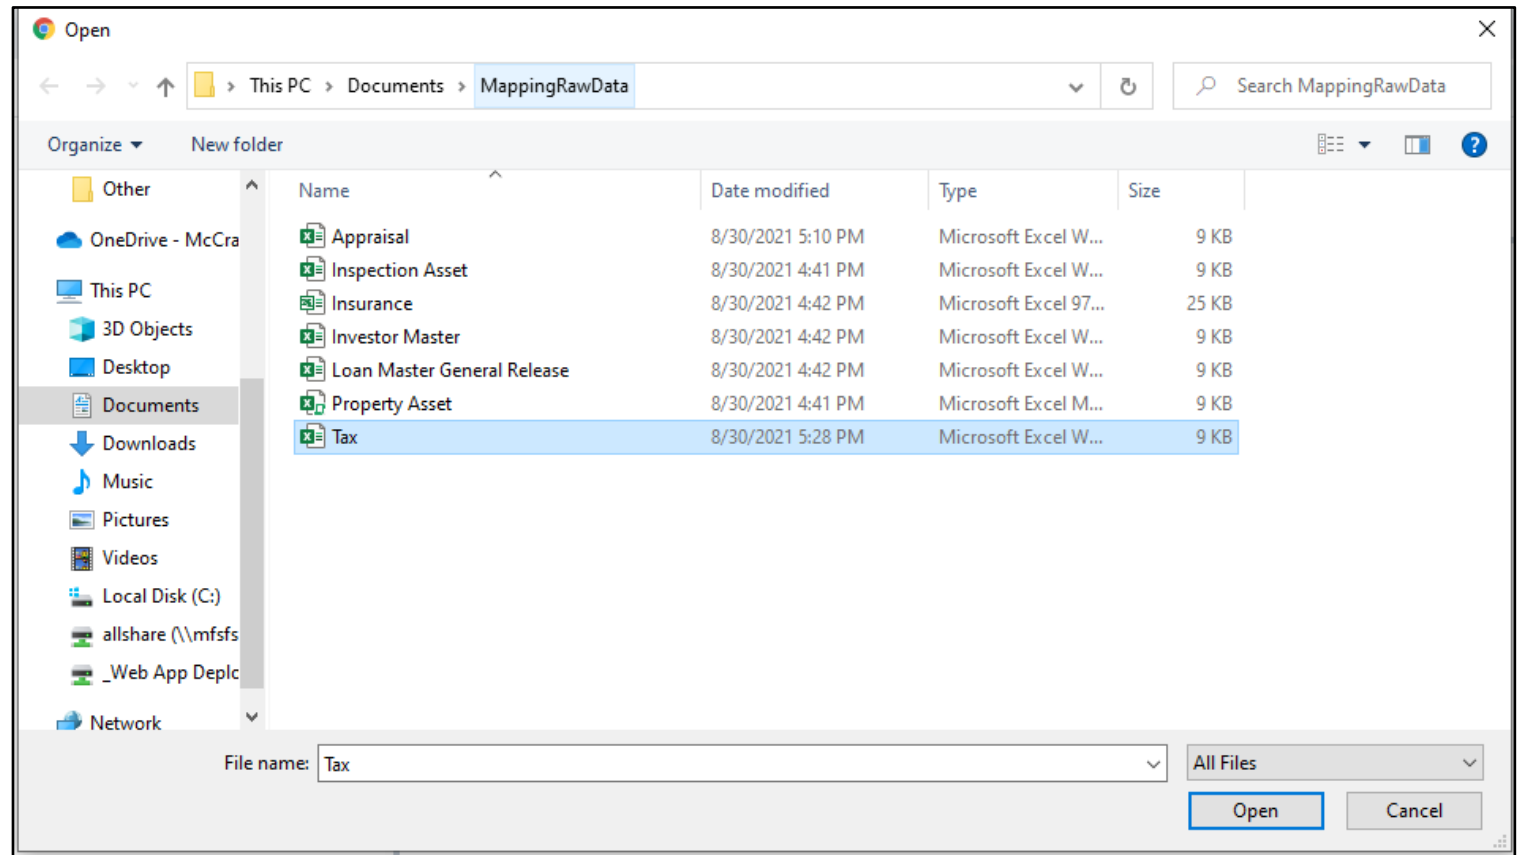 Open
This PC > Documents > MappingRawData
Search MappingRawData
Organize
New folder
?
Name
Date modified
Type
Size
Other
OneDrive - McCra
This PC
3D Objects
Desktop
Documents
Downloads
Music
Pictures
Videos
Local Disk (C:)
allshare (\\mfsfs
_Web App Deplc
Network
Appraisal 8/30/2021 5:10 PM Microsoft Excel W... 9 KB
Inspection Asset 8/30/2021 4:41 PM Microsoft Excel W... 9 KB
Insurance 8/30/2021 4:42 PM Microsoft Excel 97... 25 KB
Investor Master 8/30/2021 4:42 PM Microsoft Excel W... 9 KB
Loan Master General Release 8/30/2021 4:42 PM Microsoft Excel W... 9 KB
Property Asset 8/30/2021 4:41 PM Microsoft Excel M... 9 KB
Tax 8/30/2021 5:28 PM Microsoft Excel W... 9 KB
File name: Tax
All Files
Open
Cancel